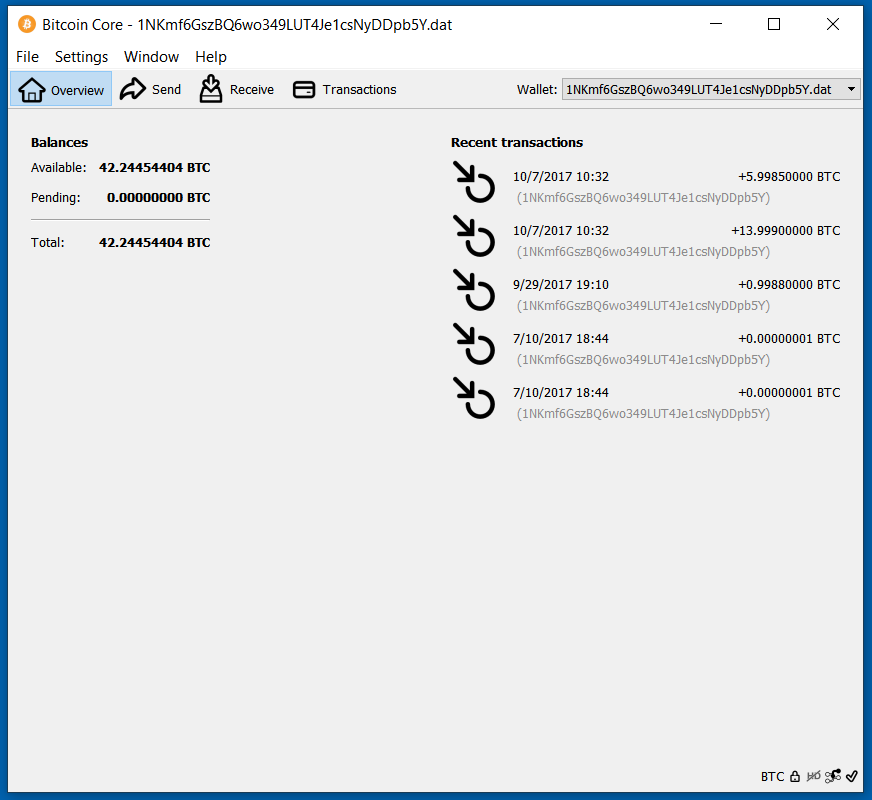 Bitcoin Core - 1NKmf6GszBQ6wo349LUT4Je1csNyDDpb5Y.dat
File Settings Window Help
Overview Send Receive Transactions Wallet: 1NKmf6GszBQ6wo349LUT4Je1csNyDDpb5Y.dat
Balances
Available: 42.24454404 BTC
Pending: 0.00000000 BTC
Total: 42.24454404 BTC
Recent transactions
10/7/2017 10:32 +5.99850000 BTC
(1NKmf6GszBQ6wo349LUT4Je1csNyDDpb5Y)
10/7/2017 10:32 +13.99900000 BTC
(1NKmf6GszBQ6wo349LUT4Je1csNyDDpb5Y)
9/29/2017 19:10 +0.99880000 BTC
(1NKmf6GszBQ6wo349LUT4Je1csNyDDpb5Y)
7/10/2017 18:44 +0.00000001 BTC
(1NKmf6GszBQ6wo349LUT4Je1csNyDDpb5Y)
7/10/2017 18:44 +0.00000001 BTC
(1NKmf6GszBQ6wo349LUT4Je1csNyDDpb5Y)
BTC HD